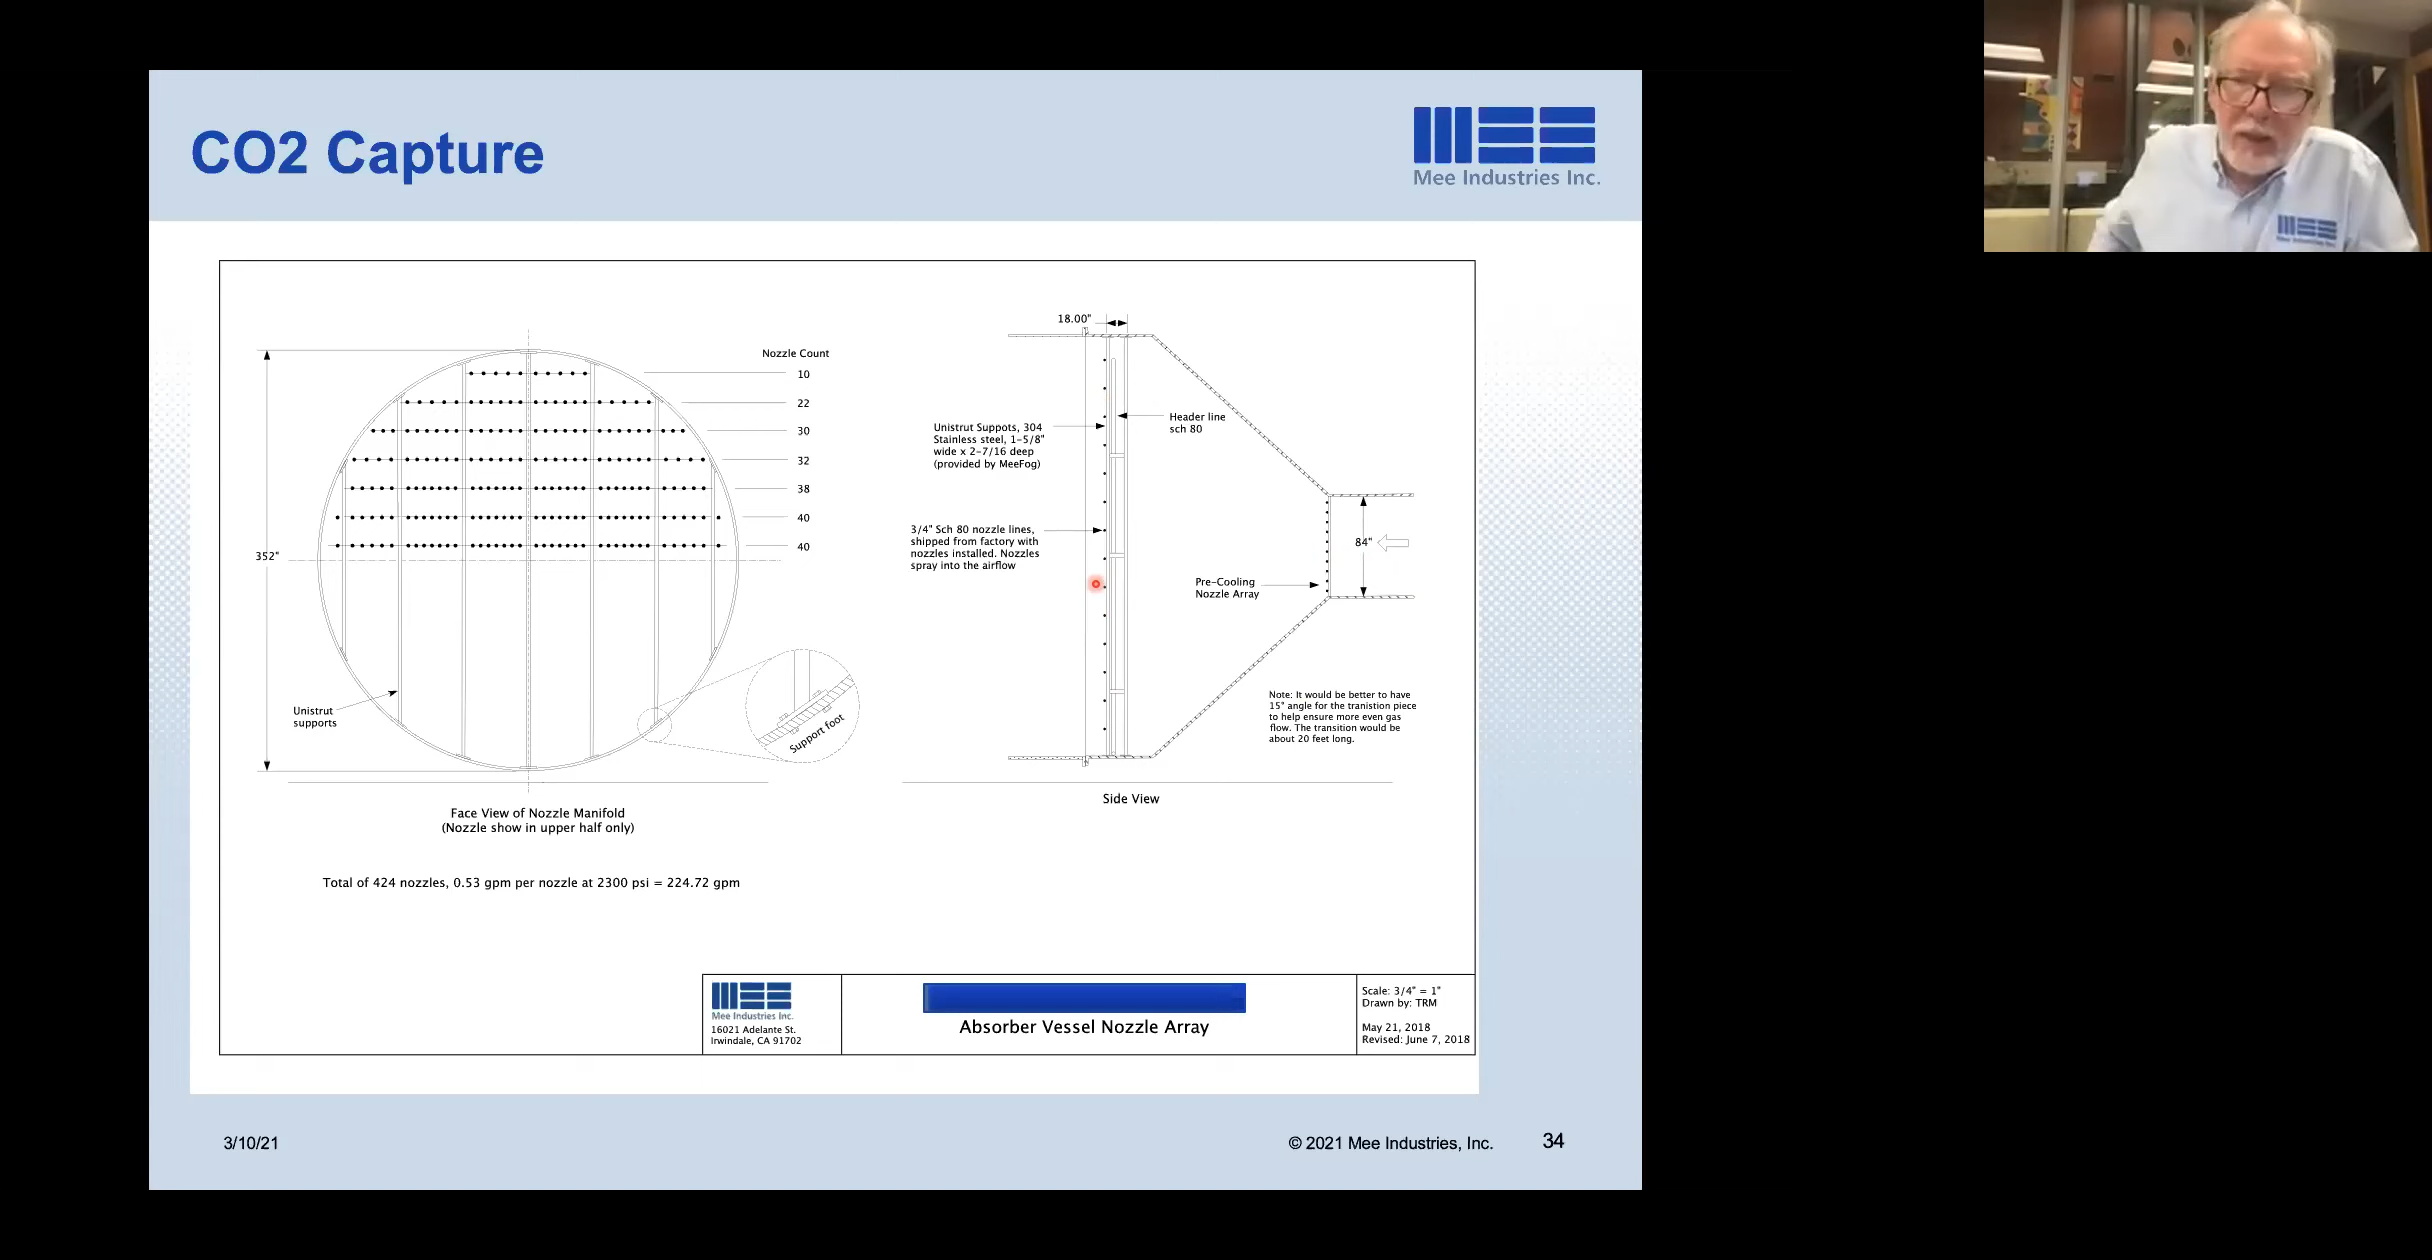 CO2 Capture
MEE
Mee Industries Inc.
MEE
18.00"
Nozzle Count
10
22
30
32
38
40
40
352"
Unistrut
supports
Support foot
Face View of Nozzle Manifold
(Nozzle show in upper half only)
Total of 424 nozzles, 0.53 gpm per nozzle at 2300 psi = 224.72 gpm
Unistrut Suppots, 304
Stainless steel, 1-5/8"
wide x 2-7/16 deep
(provided by MeeFog)
Header line
sch 80
3/4" Sch 80 nozzle lines,
shipped from factory with
nozzles installed. Nozzles
spray into the airflow
84"
Pre-Cooling
Nozzle Array
Note: It would be better to have
15° angle for the tranistion piece
to help ensure more even gas
flow. The transition would be
about 20 feet long.
Side View
MEE
Mee Industries Inc.
16021 Adelante St.
Irwindale, CA 91702
Absorber Vessel Nozzle Array
Scale: 3/4" = 1"
Drawn by: TRM
May 21, 2018
Revised: June 7, 2018
3/10/21
© 2021 Mee Industries, Inc.
34